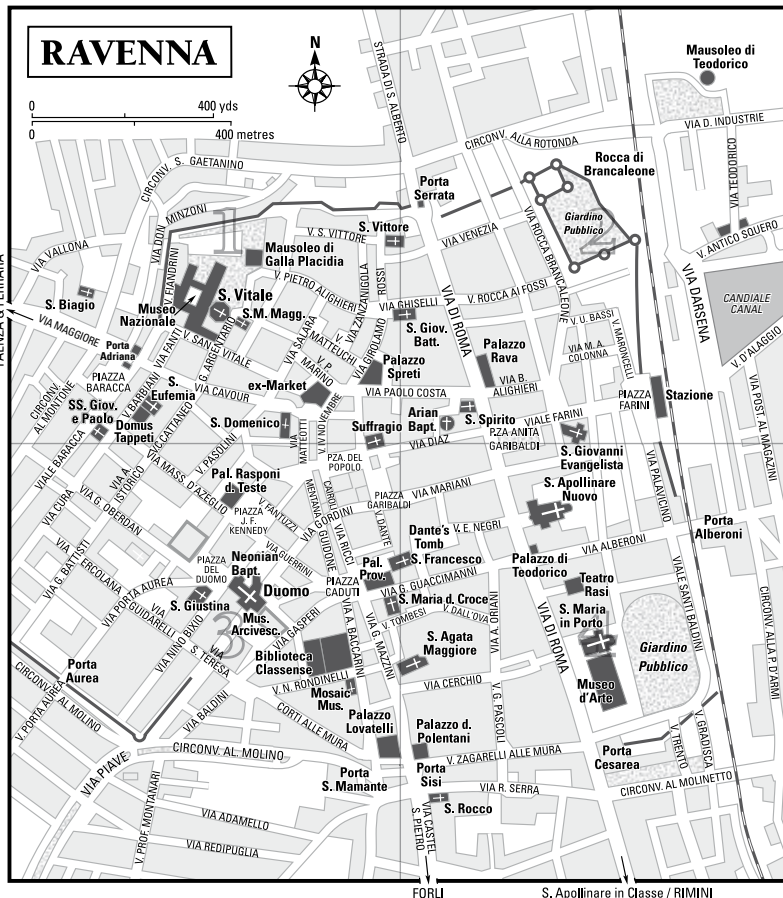 RAVENNA
N
0 400 yds
0 400 metres
STRADA DI S. ALBERTO
Mausoleo di
Teodorico
VIA D. INDUSTRIE
CIRCONV. ALLA ROTONDA
CIRCONV. S. GAETANINO
Rocca di
Brancaleone
VIA TEODORICO
Porta
Serrata
VIA DON MINZONI
1
Giardino
Pubblico
2
V. S. VITTORE
S. Vittore
VIA VENEZIA
VIA ROCCA BRANCALEONE
V. ANTICO SQUERO
VIA VALLONA
Mausoleo di
Galla Placidia
VIA DARSENA
V. FIANDRINI
V. PIETRO ALIGHIERI
V. ZANZANIGOLA
ROSSI
VIA GIROLAMO
VIA GHISELLI
V. ROCCA AI FOSSI
CANDIALE
CANAL
FAENZA & FERRARA
S. Biagio
Museo
Nazionale
S. Vitale
S.M. Magg.
VIA MAGGIORE
VIA DI ROMA
S. Giov.
Batt.
V. U. BASSI
V. MARONCELLI
V. D'ALAGGIO
Porta
Adriana
VIA FANTI
V. SAN VITALE
G. ARGENTARIO
VIA SALARA
V. MATTEUCCI
V. P. MARINO
Palazzo
Spreti
Palazzo
Rava
VIA M. A.
COLONNA
PIAZZA
BARACCA
CIRCONV.
AL MONTONE
V. BARBIANI
S.
Eufemia
VIA CAVOUR
ex-Market
VIA PAOLO COSTA
VIA B.
ALIGHIERI
PIAZZA
FARINI
Stazione
VIA POST. AL MAGAZINI
SS. Giov.
e Paolo
Domus
Tappeti
VIC. CATTANEO
S. Domenico
VIA
MATTEOTTI
V. IV NOVEMBRE
Suffragio
Arian
Bapt.
S. Spirito
VIALE FARINI
VIALE BARACCA
V. PASOLINI
VIA DIAZ
P.ZA ANITA
GARIBALDI
S. Giovanni
Evangelista
VIA A.
ISTORICO
VIA MASS. D'AZEGLIO
PZA. DEL
POPOLO
VIA CURA
VIA G. OBERDAN
Pal. Rasponi
d. Teste
MENTANA
CAIROLI
VIA MARIANI
S. Apollinare
Nuovo
VIA PALAVICINO
PIAZZA
J. F.
KENNEDY
V. FANTUZZI
VIA GORDINI
PIAZZA
GARIBALDI
V. DANTE
Porta
Alberoni
VIA G. BATTISTI
VIA GUERRINI
GUIDONE
VIA RICCI
Dante's
Tomb
V. E. NEGRI
VIA ALBERONI
VIA ERCOLANA
PIAZZA
DEL
DUOMO
Neonian
Bapt.
Pal.
Prov.
S. Francesco
Palazzo di
Teodorico
VIA PORTA AUREA
Duomo
PIAZZA
CADUTI
VIA G. GUACCIMANNI
Teatro
Rasi
VIALE SANTI BALDINI
VIA GUIDARELLI
S. Giustina
Mus.
Arcivesc.
3
VIA GASPERI
S. Maria d. Croce
V. TOMBESI
V. DALL'OVA
VIA A. ORIANI
S. Maria
in Porto
4
VIA NINO BIXIO
VIA S. TERESA
VIA A. BACCARINI
VIA G. MAZZINI
S. Agata
Maggiore
VIA DI ROMA
Giardino
Pubblico
Porta
Aurea
Biblioteca
Classense
CIRCONV. ALLA P. D'ARMI
V. N. RONDINELLI
VIA CERCHIO
Museo
d'Arte
V. PORTA AUREA
CIRCONV. AL MOLINO
VIA BALDINI
Mosaic
Mus.
V. G. PASCOLI
CORTI ALLE MURA
Palazzo
Lovatelli
Palazzo d.
Polentani
V. TRENTO
V. GRADISCA
CIRCONV. AL. MOLINO
V. ZAGARELLI ALLE MURA
Porta
Cesarea
VIA PIAVE
Porta
S. Mamante
Porta
Sisi
CIRCONV. AL MOLINETTO
V. PROF. MONTANARI
VIA R. SERRA
S. Rocco
VIA ADAMELLO
VIA CASTEL
S. PIETRO
VIA REDIPUGLIA
FORLI
S. Apollinare in Classe / RIMINI